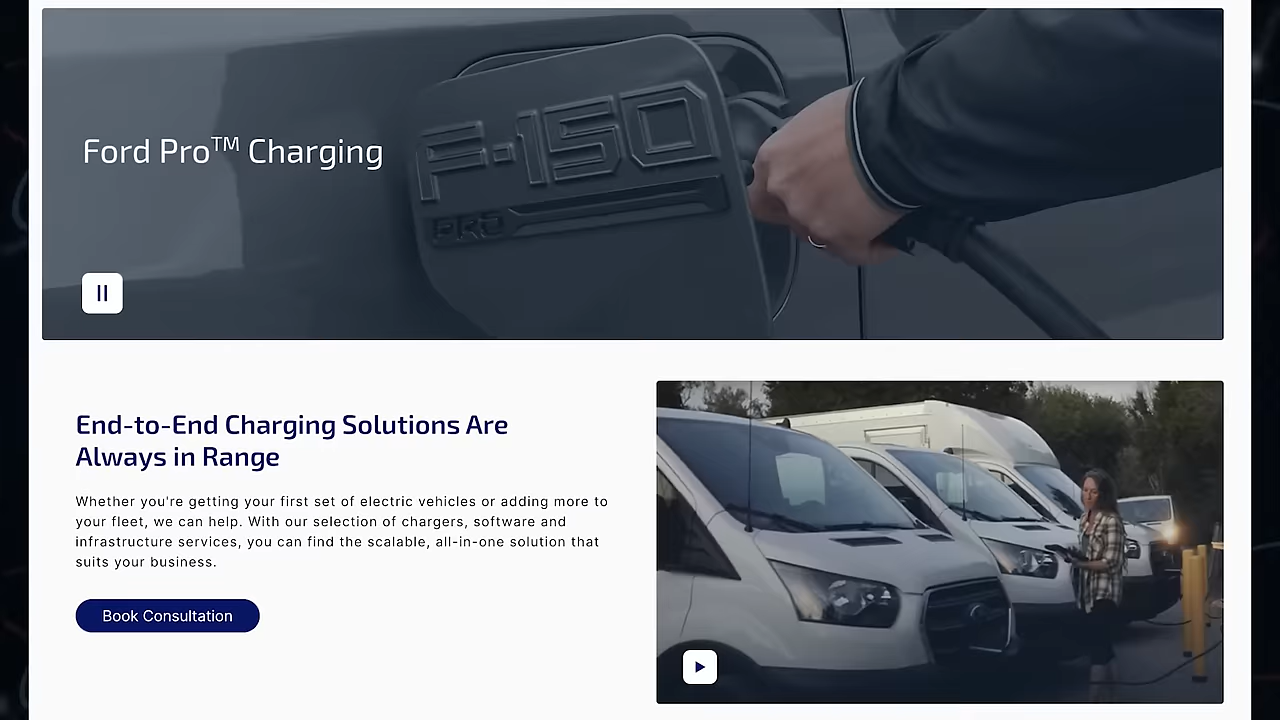 Ford Pro™ Charging
F-150
PRO
End-to-End Charging Solutions Are
Always in Range
Whether you're getting your first set of electric vehicles or adding more to
your fleet, we can help. With our selection of chargers, software and
infrastructure services, you can find the scalable, all-in-one solution that
suits your business.
Book Consultation